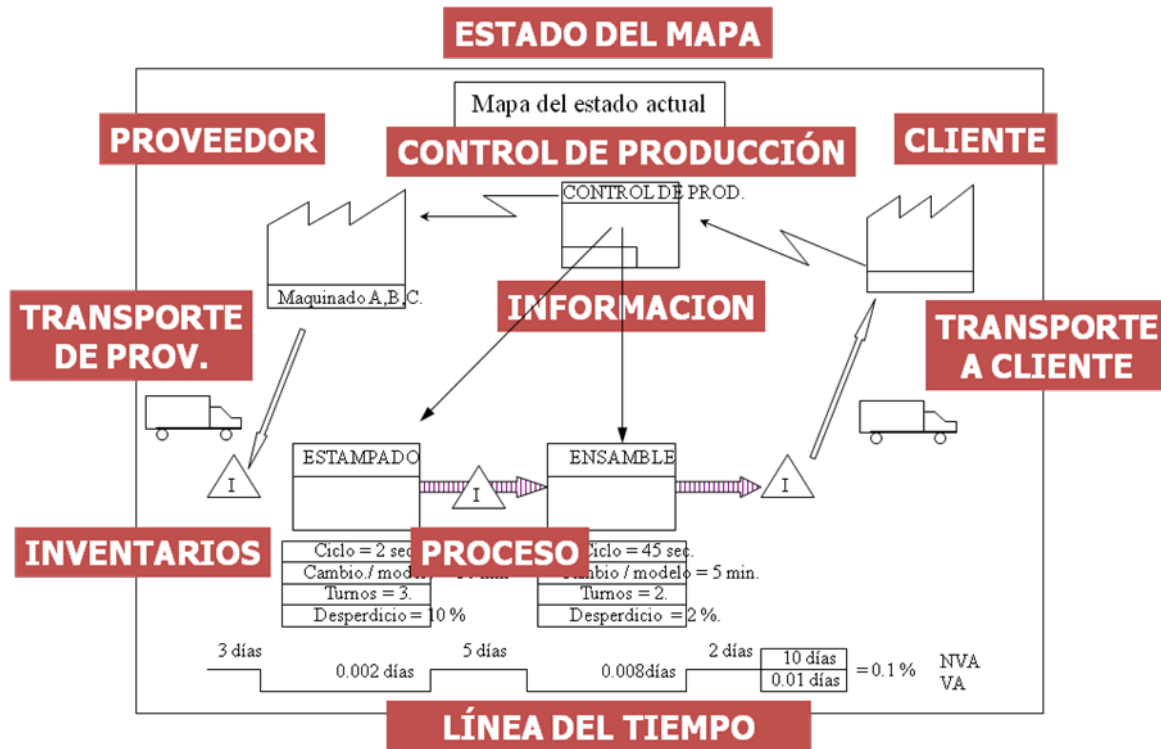 ESTADO DEL MAPA
Mapa del estado actual
PROVEEDOR
CONTROL DE PRODUCCIÓN
CLIENTE
CONTROL DE PROD.
Maquinado A,B,C.
INFORMACION
TRANSPORTE
DE PROV.
TRANSPORTE
A CLIENTE
ESTAMPADO
ENSAMBLE
I
I
I
INVENTARIOS
PROCESO
Ciclo = 2 sec.
Cambio./ modelo
Turnos = 3.
Desperdicio = 10 %
Ciclo = 45 sec.
Cambio / modelo = 5 min.
Turnos = 2.
Desperdicio = 2 %.
3 días
0.002 días
5 días
0.008días
2 días
10 días
0.01 días
= 0.1 %
NVA
VA
LÍNEA DEL TIEMPO